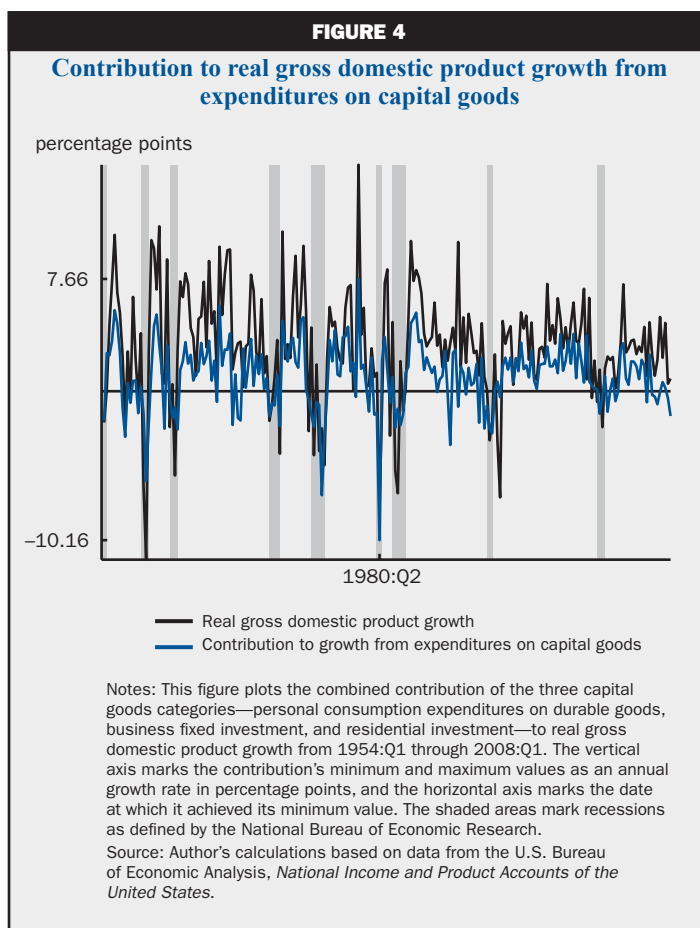 FIGURE 4
Contribution to real gross domestic product growth from
expenditures on capital goods
percentage points
7.66
–10.16
1980:Q2
Real gross domestic product growth
Contribution to growth from expenditures on capital goods
Notes: This figure plots the combined contribution of the three capital
goods categories—personal consumption expenditures on durable goods,
business fixed investment, and residential investment—to real gross
domestic product growth from 1954:Q1 through 2008:Q1. The vertical
axis marks the contribution’s minimum and maximum values as an annual
growth rate in percentage points, and the horizontal axis marks the date
at which it achieved its minimum value. The shaded areas mark recessions
as defined by the National Bureau of Economic Research.
Source: Author’s calculations based on data from the U.S. Bureau
of Economic Analysis, National Income and Product Accounts of the
United States.